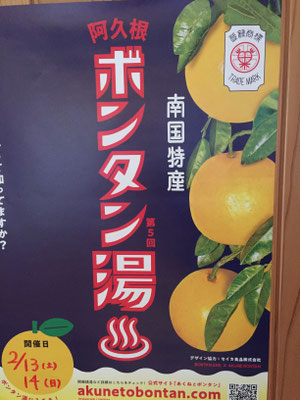 登録商標
TRADE MARK
阿久根
ボンタン湯
第5回
南国特産
ってますか?
デザイン協力・セイカ食品株式会社
開催日
2/13(土)
14(日)
公式サイト「あくねとボンタン」
akunetobontan.com